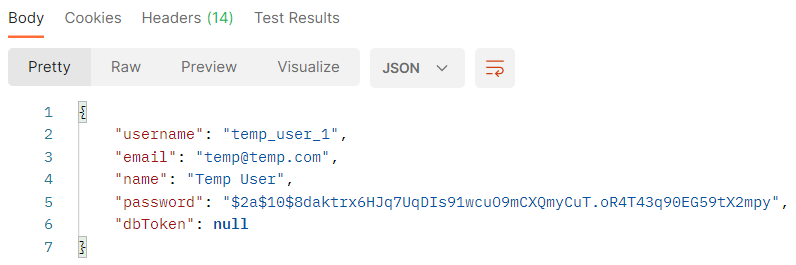 Body Cookies Headers (14) Test Results
Pretty Raw Preview Visualize JSON
1 {
2 "username": "temp_user_1",
3 "email": "temp@temp.com",
4 "name": "Temp User",
5 "password": "$2a$10$8daktrx6HJq7UqDIs91wcuO9mCXQmyCuT.oR4T43q90EG59tX2mpy",
6 "dbToken": null
7 }